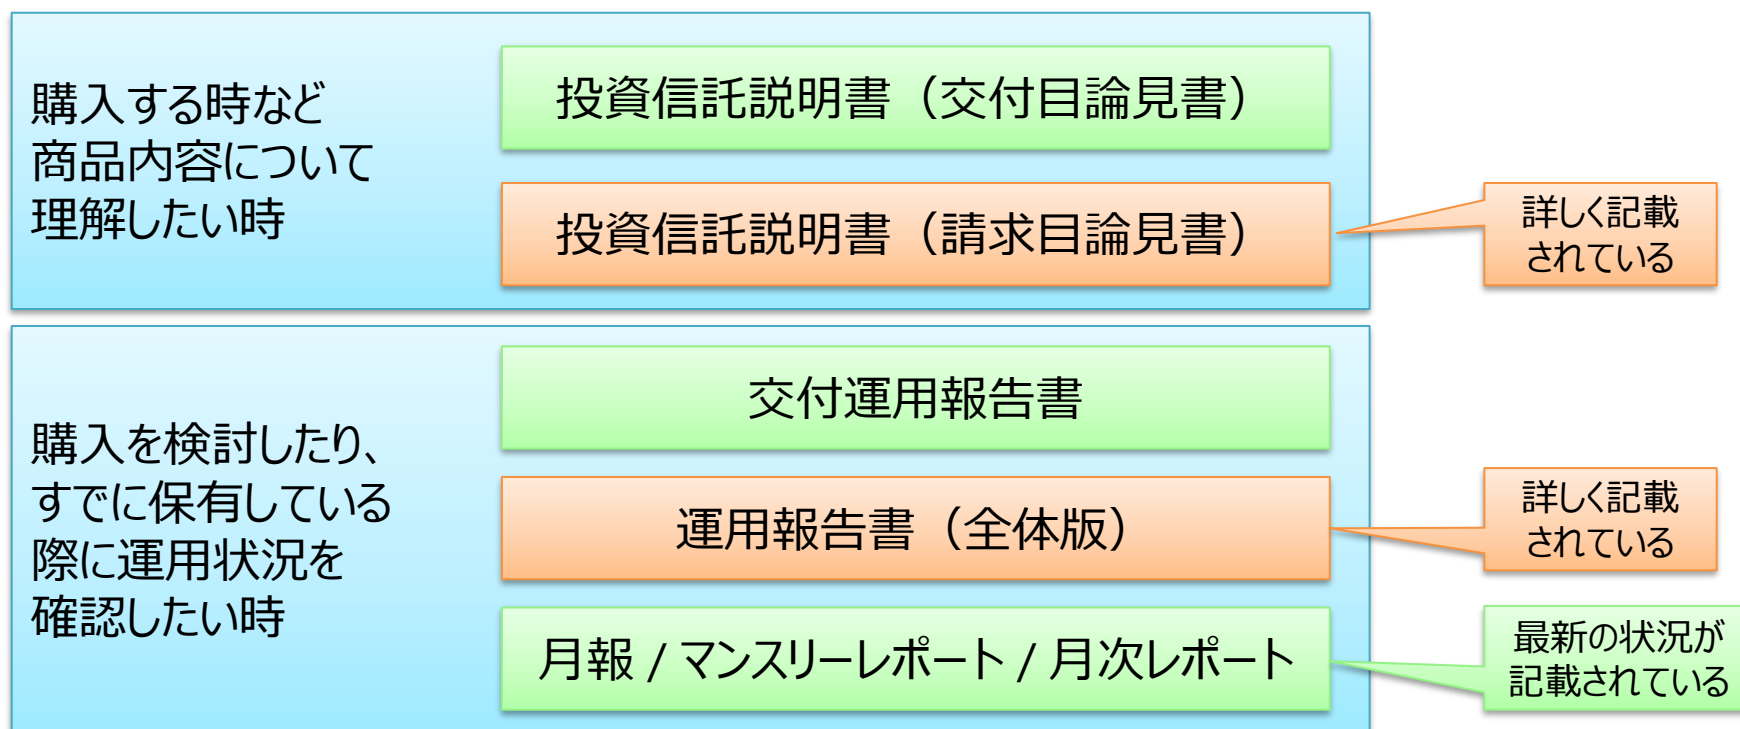 購入する時など
商品内容について
理解したい時
投資信託説明書（交付目論見書）
投資信託説明書（請求目論見書）
詳しく記載
されている
購入を検討したり、
すでに保有している
際に運用状況を
確認したい時
交付運用報告書
運用報告書（全体版）
詳しく記載
されている
月報 / マンスリーレポート / 月次レポート
最新の状況が
記載されている